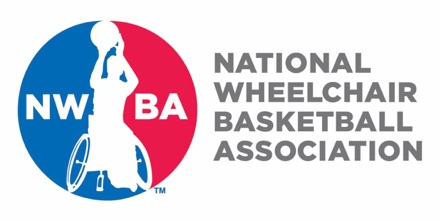 NW BA
NATIONAL
WHEELCHAIR
BASKETBALL
ASSOCIATION
TM